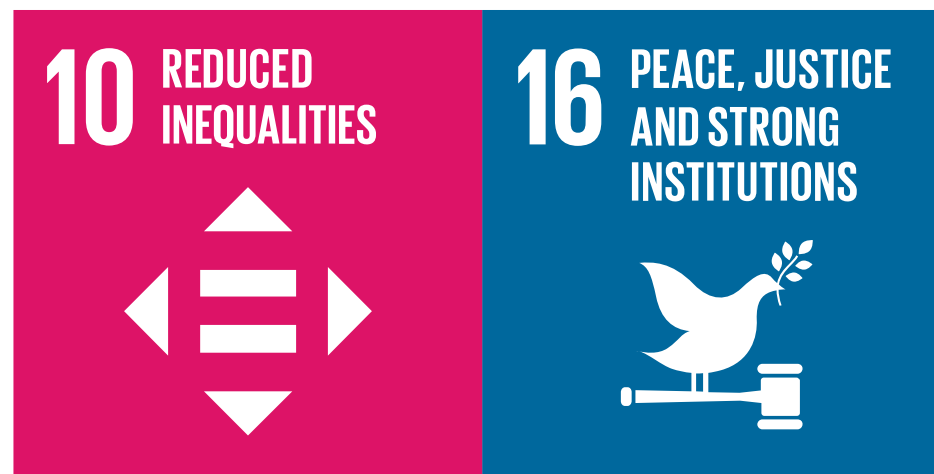 10
REDUCED
INEQUALITIES
16
PEACE, JUSTICE
AND STRONG
INSTITUTIONS